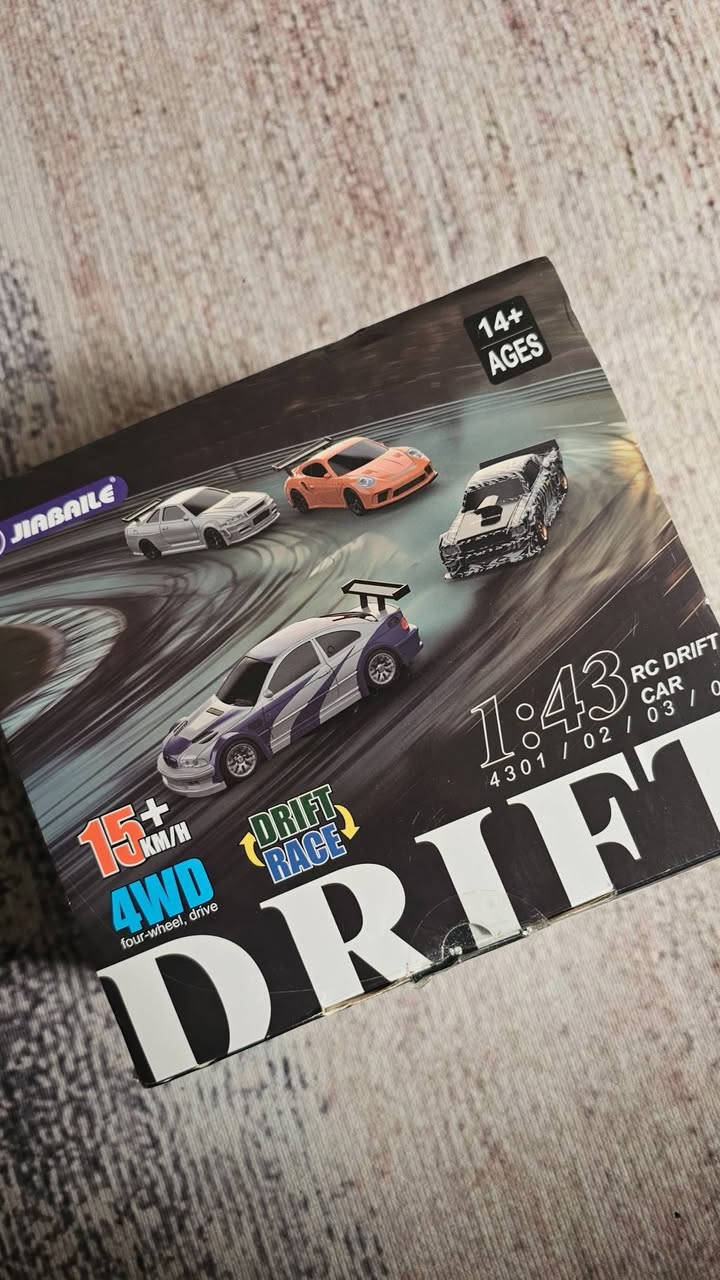 14+
AGES
JIABAILE®
1:43 RC DRIFT
CAR
4301 / 02 / 03 / 0
15+
KM/H
DRIFT
RACE
4WD
four-wheel, drive
DRIFT